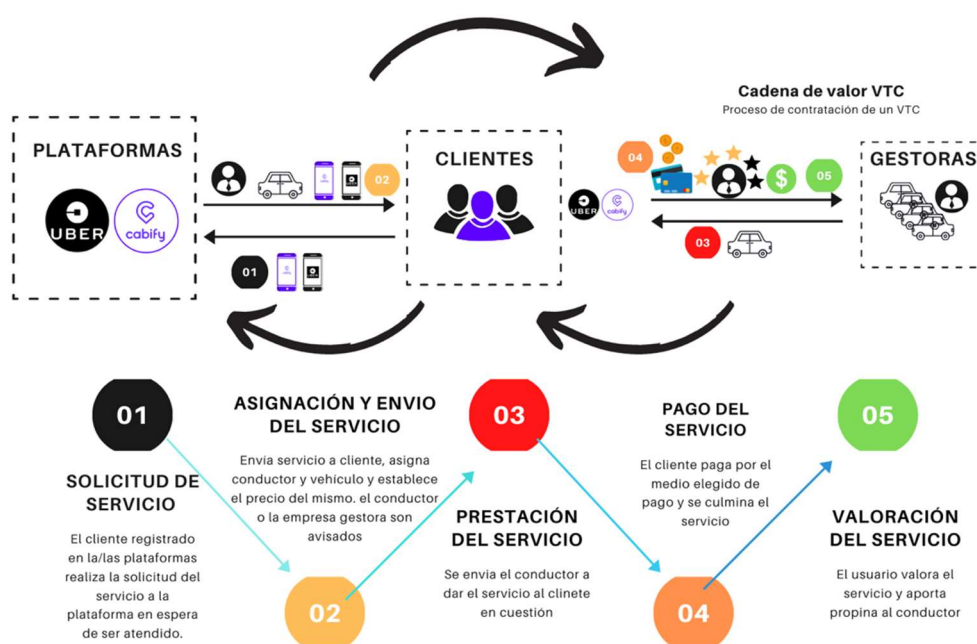 Cadena de valor VTC
Proceso de contratación de un VTC
PLATAFORMAS
UBER
cabify
02
01
CLIENTES
UBER
cabify
04
$
05
03
GESTORAS
01
SOLICITUD DE
SERVICIO
El cliente registrado
en la/las plataformas
realiza la solicitud del
servicio a la
plataforma en espera
de ser atendido.
ASIGNACIÓN Y ENVIO
DEL SERVICIO
Envía servicio a cliente, asigna
conductor y vehículo y establece
el precio del mismo. el conductor
o la empresa gestora son
avisados
02
03
PRESTACIÓN
DEL SERVICIO
Se envia el conductor a
dar el servicio al clinete
en cuestión
PAGO DEL
SERVICIO
El cliente paga por el
medio elegido de
pago y se culmina el
servicio
04
05
VALORACIÓN
DEL SERVICIO
El usuario valora el
servicio y aporta
propina al conductor